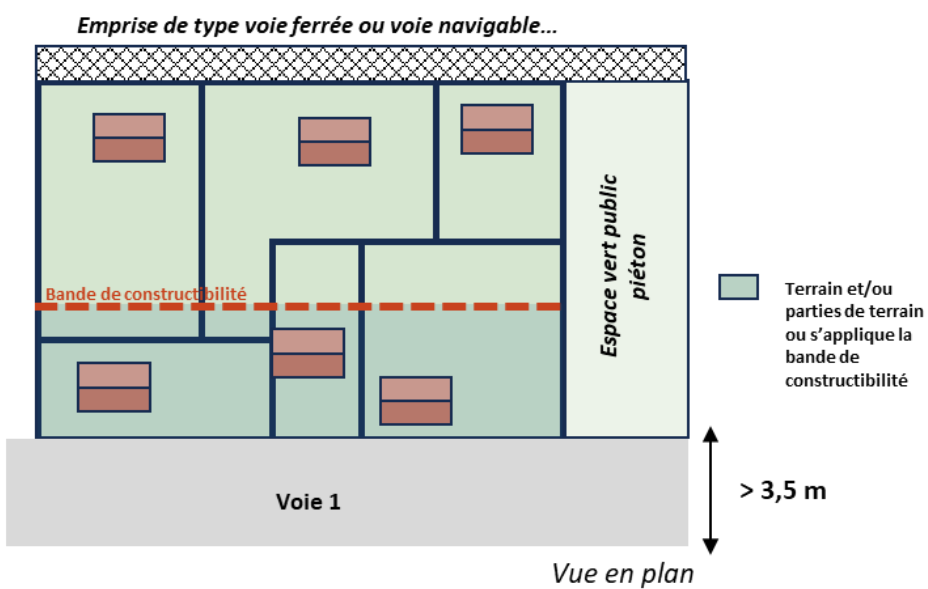 Emprise de type voie ferrée ou voie navigable...
Bande de constructibilité
Espace vert public
piéton
Terrain et/ou
parties de terrain
ou s'applique la
bande de
constructibilité
Voie 1
> 3,5 m
Vue en plan